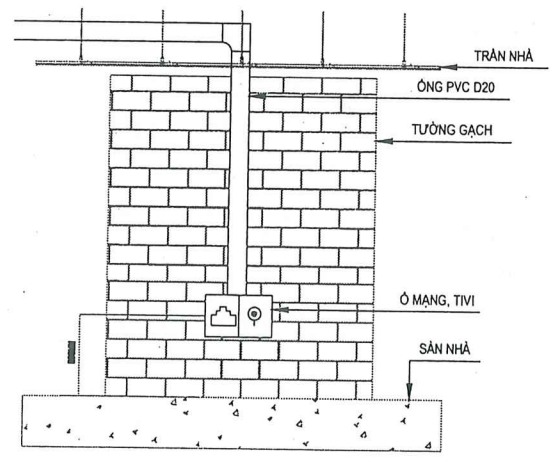 TRẦN NHÀ
ỐNG PVC D20
TƯỜNG GẠCH
Ổ MẠNG, TIVI
SÀN NHÀ